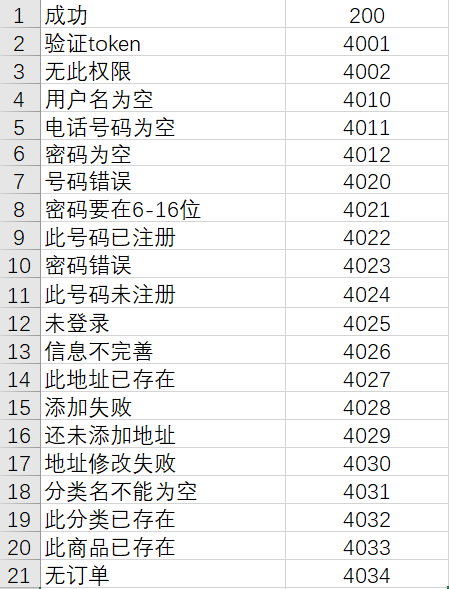 1 成功 200
2 验证token 4001
3 无此权限 4002
4 用户名为空 4010
5 电话号码为空 4011
6 密码为空 4012
7 号码错误 4020
8 密码要在6-16位 4021
9 此号码已注册 4022
10 密码错误 4023
11 此号码未注册 4024
12 未登录 4025
13 信息不完善 4026
14 此地址已存在 4027
15 添加失败 4028
16 还未添加地址 4029
17 地址修改失败 4030
18 分类名不能为空 4031
19 此分类已存在 4032
20 此商品已存在 4033
21 无订单 4034